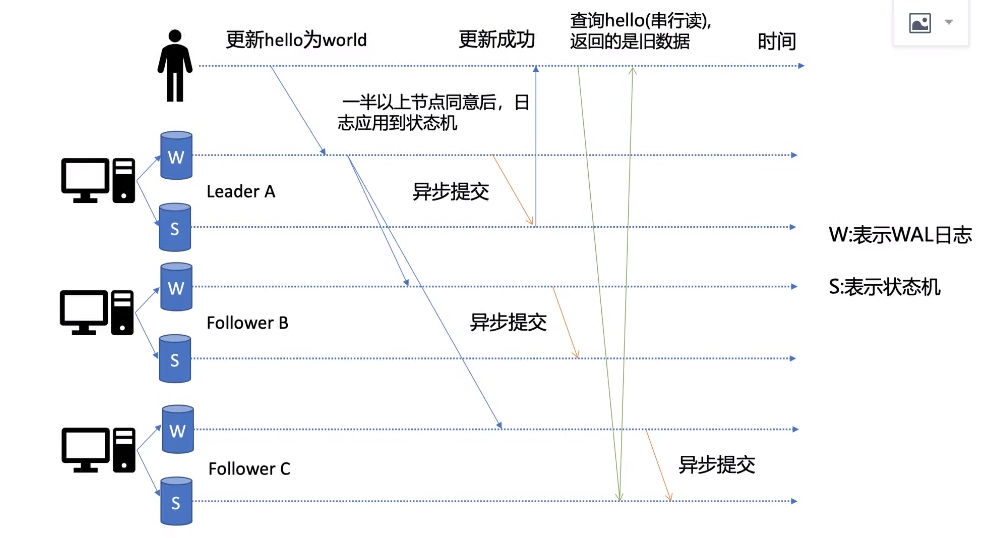 更新hello为world
更新成功
查询hello(串行读),
返回的是旧数据
时间
一半以上节点同意后，日
志应用到状态机
W
Leader A
异步提交
S
W:表示WAL日志
W
S:表示状态机
Follower B
异步提交
S
W
Follower C
异步提交
S